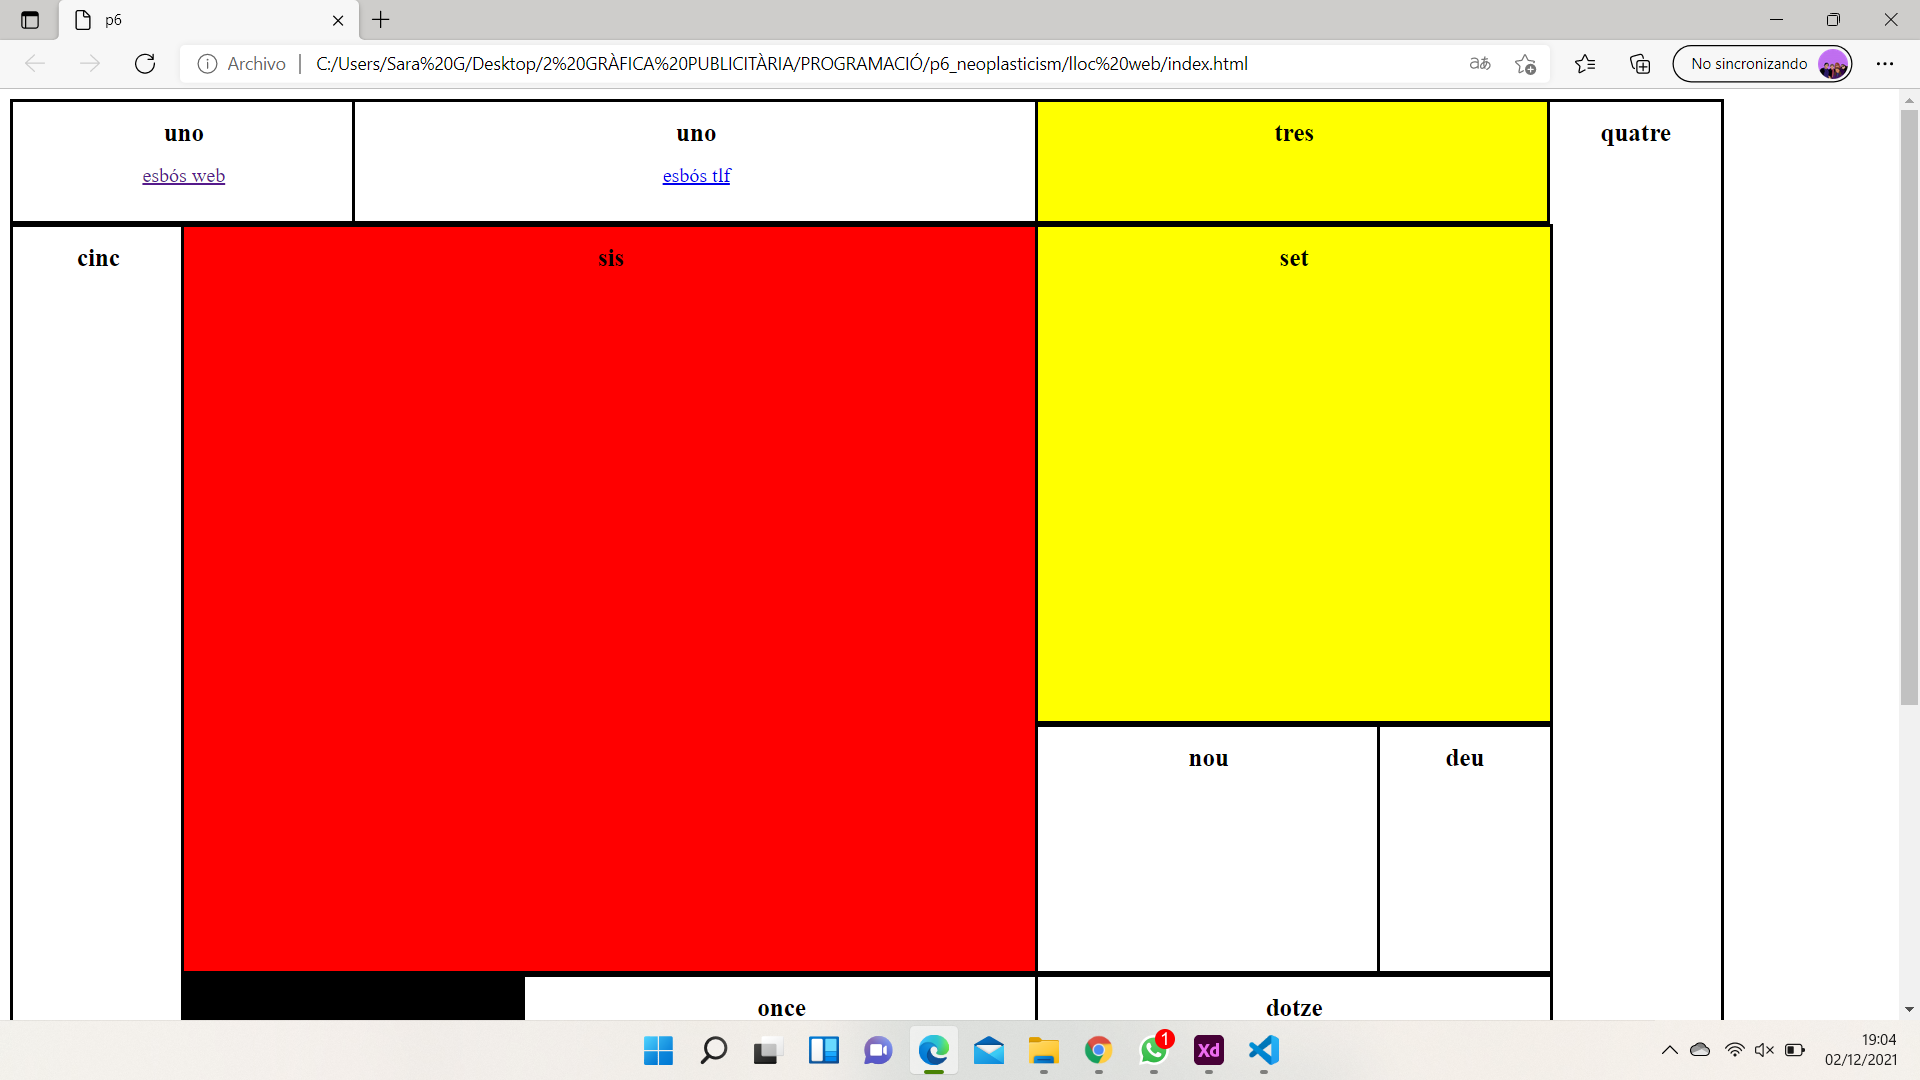 p6
Archivo
C:/Users/Sara%20G/Desktop/2%20GRÀFICA%20PUBLICITÀRIA/PROGRAMACIÓ/p6_neoplasticism/lloc%20web/index.html
aあ
No sincronizando
uno
uno
tres
quatre
esbós web
esbós tlf
cinc
sis
set
nou
deu
once
dotze
1
Xd
19:04
02/12/2021